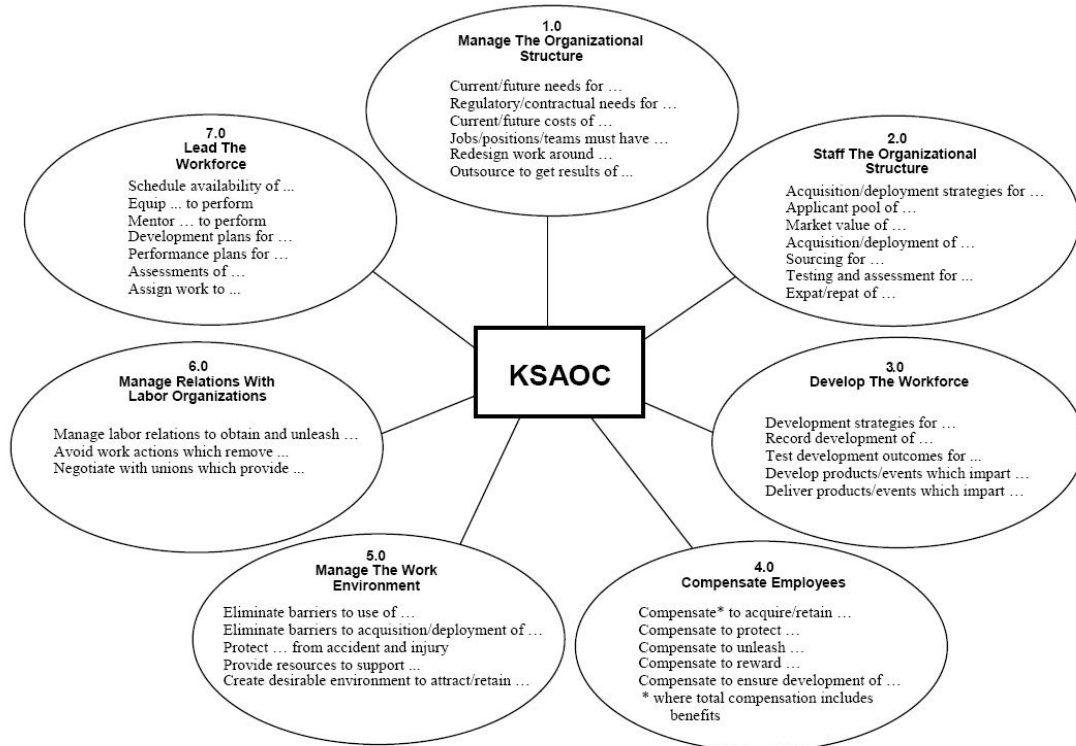 1.0
Manage The Organizational
Structure
Current/future needs for …
Regulatory/contractual needs for …
Current/future costs of …
Jobs/positions/teams must have …
Redesign work around …
Outsource to get results of ...
2.0
Staff The Organizational
Structure
Acquisition/deployment strategies for …
Applicant pool of …
Market value of …
Acquisition/deployment of …
Sourcing for …
Testing and assessment for ...
Expat/repat of …
3.0
Develop The Workforce
Development strategies for …
Record development of …
Test development outcomes for ...
Develop products/events which impart …
Deliver products/events which impart …
4.0
Compensate Employees
Compensate* to acquire/retain …
Compensate to protect …
Compensate to unleash …
Compensate to reward …
Compensate to ensure development of …
* where total compensation includes
benefits
5.0
Manage The Work
Environment
Eliminate barriers to use of …
Eliminate barriers to acquisition/deployment of …
Protect … from accident and injury
Provide resources to support ...
Create desirable environment to attract/retain …
6.0
Manage Relations With
Labor Organizations
Manage labor relations to obtain and unleash …
Avoid work actions which remove ...
Negotiate with unions which provide ...
7.0
Lead The
Workforce
Schedule availability of ...
Equip ... to perform
Mentor … to perform
Development plans for …
Performance plans for …
Assessments of …
Assign work to ...
KSAOC